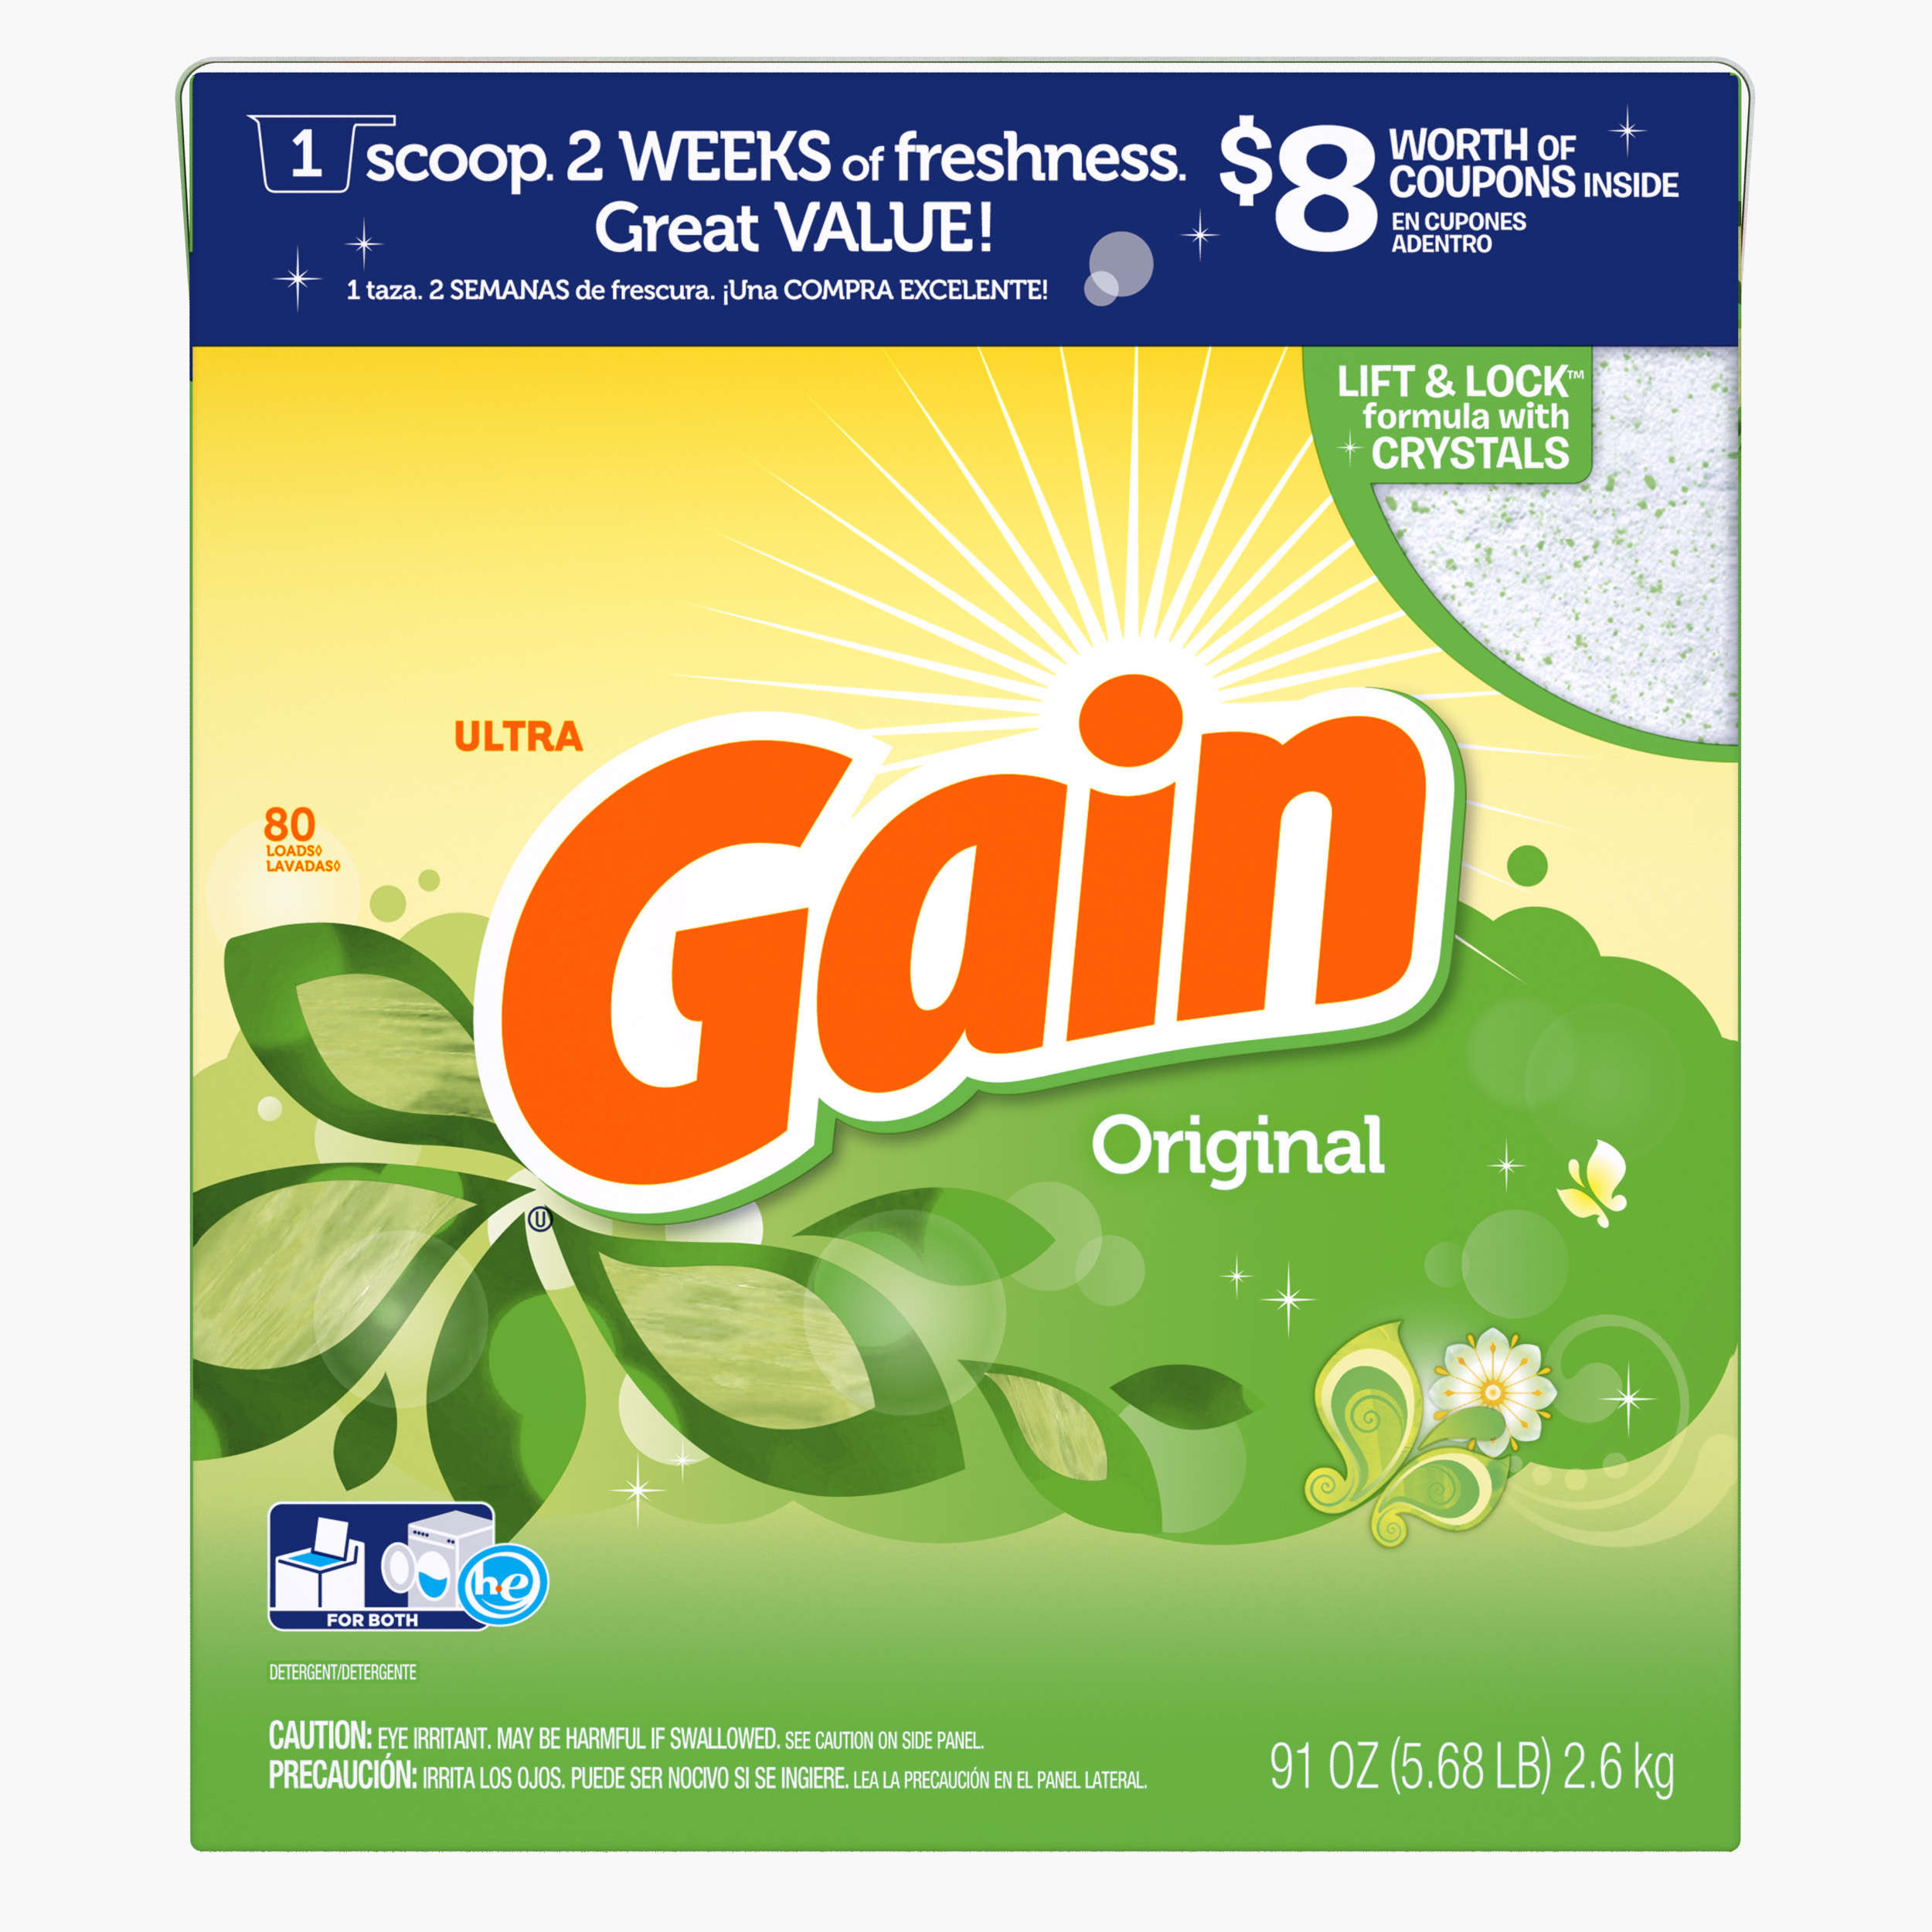 1 scoop. 2 WEEKS of freshness.
Great VALUE!
1 taza. 2 SEMANAS de frescura. ¡Una COMPRA EXCELENTE!
$8 WORTH OF
COUPONS INSIDE
EN CUPONES
ADENTRO
LIFT & LOCK™
formula with
CRYSTALS
ULTRA
Gain
80
LOADS◊
LAVADAS◊
Original
U
he
FOR BOTH
DETERGENT/DETERGENTE
CAUTION: EYE IRRITANT. MAY BE HARMFUL IF SWALLOWED. SEE CAUTION ON SIDE PANEL.
PRECAUCIÓN: IRRITA LOS OJOS. PUEDE SER NOCIVO SI SE INGIERE. LEA LA PRECAUCIÓN EN EL PANEL LATERAL.
91 OZ (5.68 LB) 2.6 kg